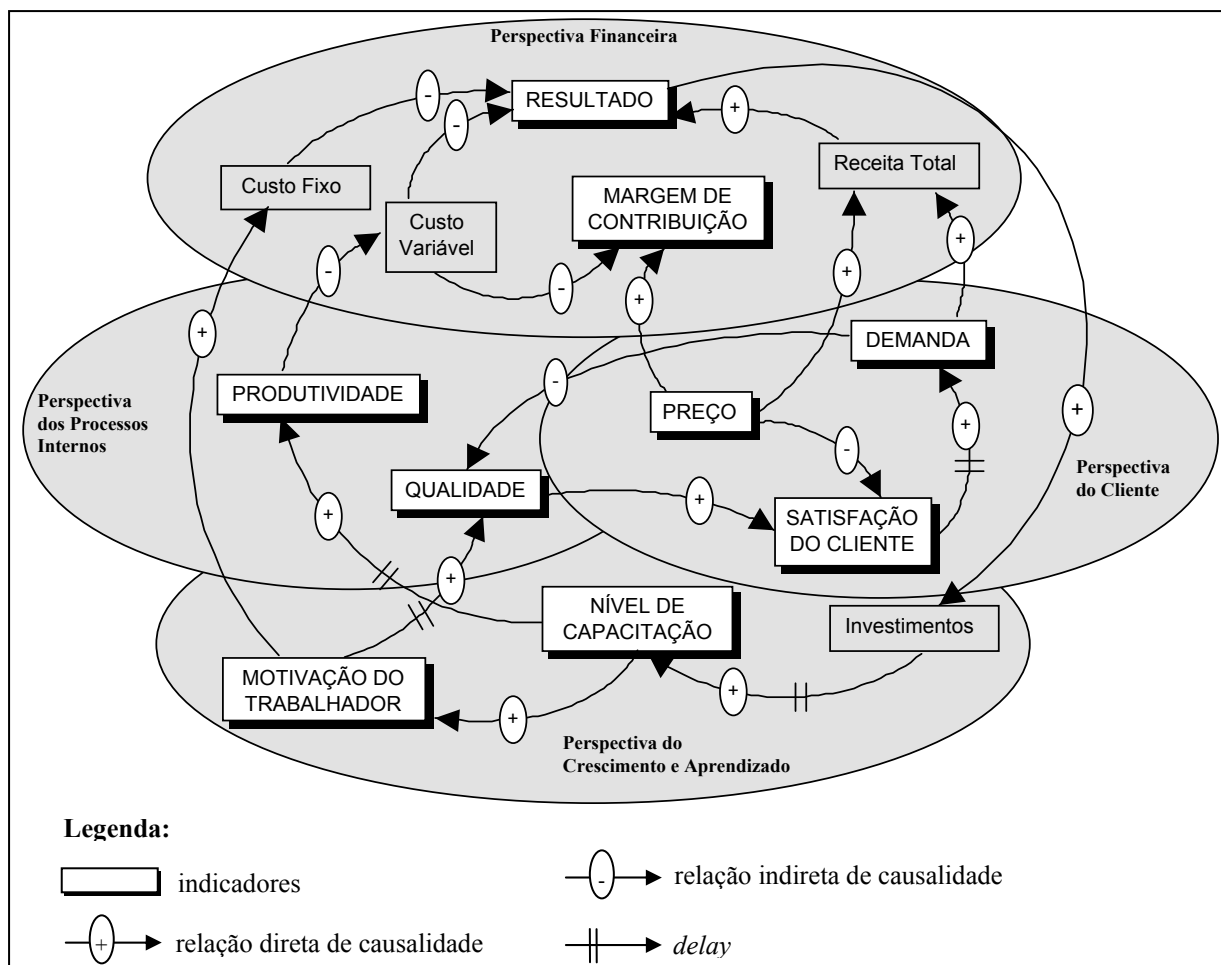 Perspectiva Financeira
-
RESULTADO
+
-
Custo Fixo
Receita Total
MARGEM DE
CONTRIBUIÇÃO
Custo
Variável
+
-
-
+
+
+
DEMANDA
-
PRODUTIVIDADE
Perspectiva
dos Processos
Internos
PREÇO
+
+
-
Perspectiva
do Cliente
QUALIDADE
+
SATISFAÇÃO
DO CLIENTE
+
+
NÍVEL DE
CAPACITAÇÃO
Investimentos
MOTIVAÇÃO DO
TRABALHADOR
+
+
Perspectiva do
Crescimento e Aprendizado
Legenda:
indicadores
-
relação indireta de causalidade
+
relação direta de causalidade
delay